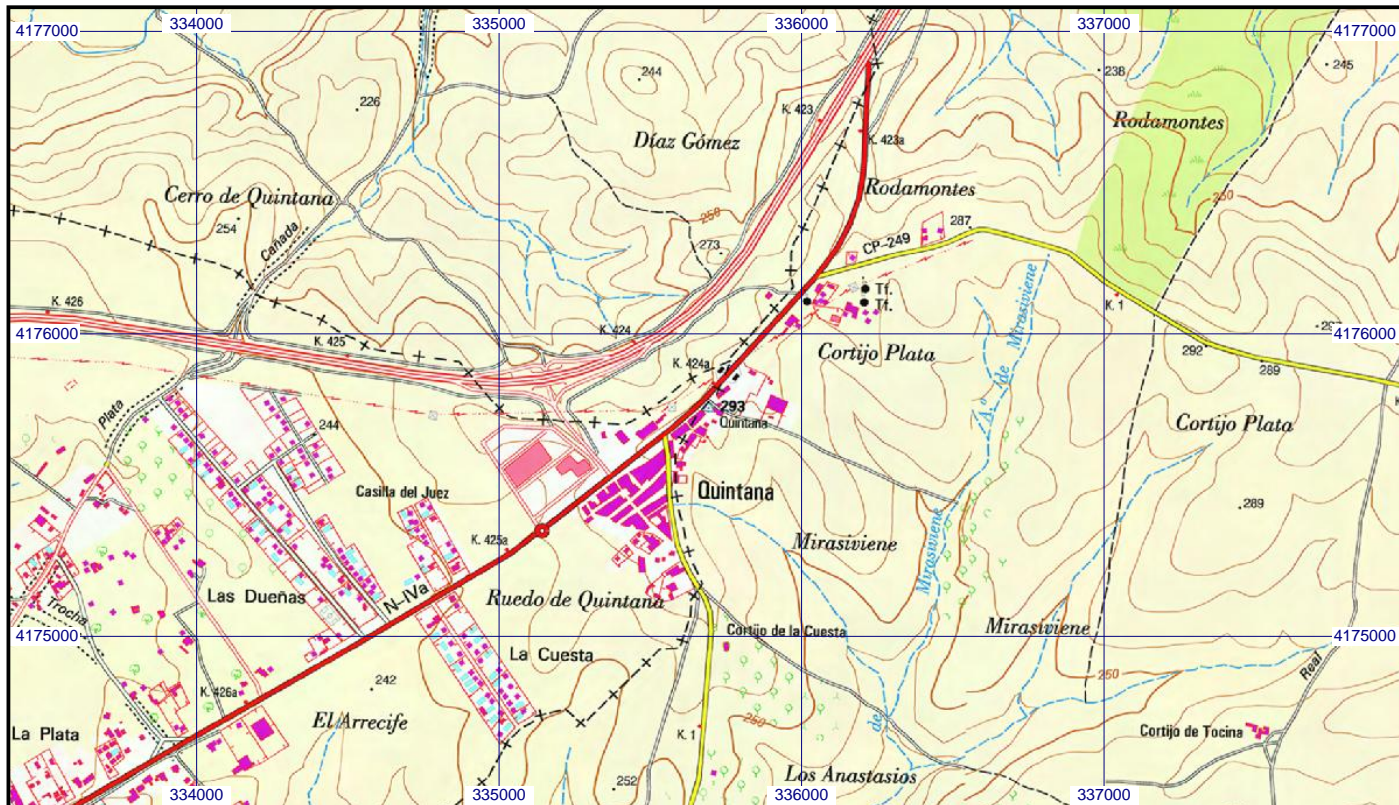 334000
335000
336000
337000
4177000
4177000
244
238
245
226
K. 423
K. 423a
Díaz Gómez
Rodamontes
Rodamontes
Cerro de Quintana
250
250
254
287
Cañada
273
CP-249
Mirasiviene
Tf.
Tf.
K. 426
K. 1
4176000
4176000
K. 425
K. 424
292
de
Cortijo Plata
K. 424a
289
A.º
Plata
293
Quintana
244
Cortijo Plata
Casilla del Juez
Quintana
289
K. 425a
Mirasiviene
Mirasiviene
Las Dueñas
N-IVa
Ruedo de Quintana
Trocha
Mirasiviene
4175000
4175000
Cortijo de la Cuesta
La Cuesta
Real
K. 426a
242
250
El Arrecife
250
de
La Plata
K. 1
Cortijo de Tocina
252
Los Anastasios
334000
335000
336000
337000